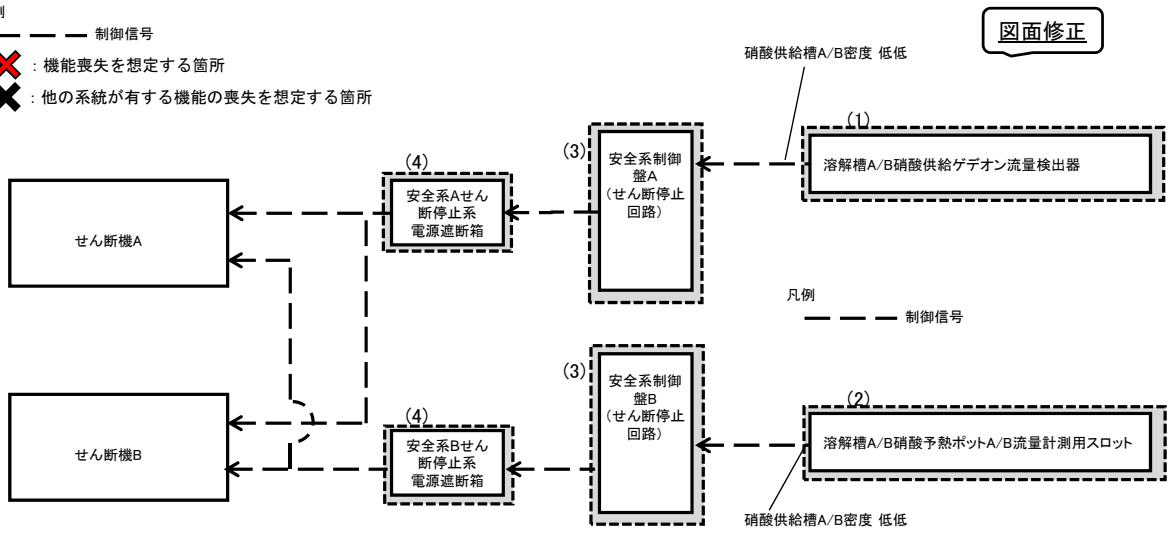 例
制御信号
：機能喪失を想定する箇所
：他の系統が有する機能の喪失を想定する箇所
図面修正
硝酸供給槽A/B密度 低低
(1)
溶解槽A/B硝酸供給ゲデオン流量検出器
(3)
安全系制御
盤A
(せん断停止
回路)
(4)
安全系Aせん
断停止系
電源遮断箱
せん断機A
凡例
制御信号
(3)
安全系制御
盤B
(せん断停止
回路)
(2)
溶解槽A/B硝酸予熱ポットA/B流量計測用スロット
(4)
安全系Bせん
断停止系
電源遮断箱
せん断機B
硝酸供給槽A/B密度 低低